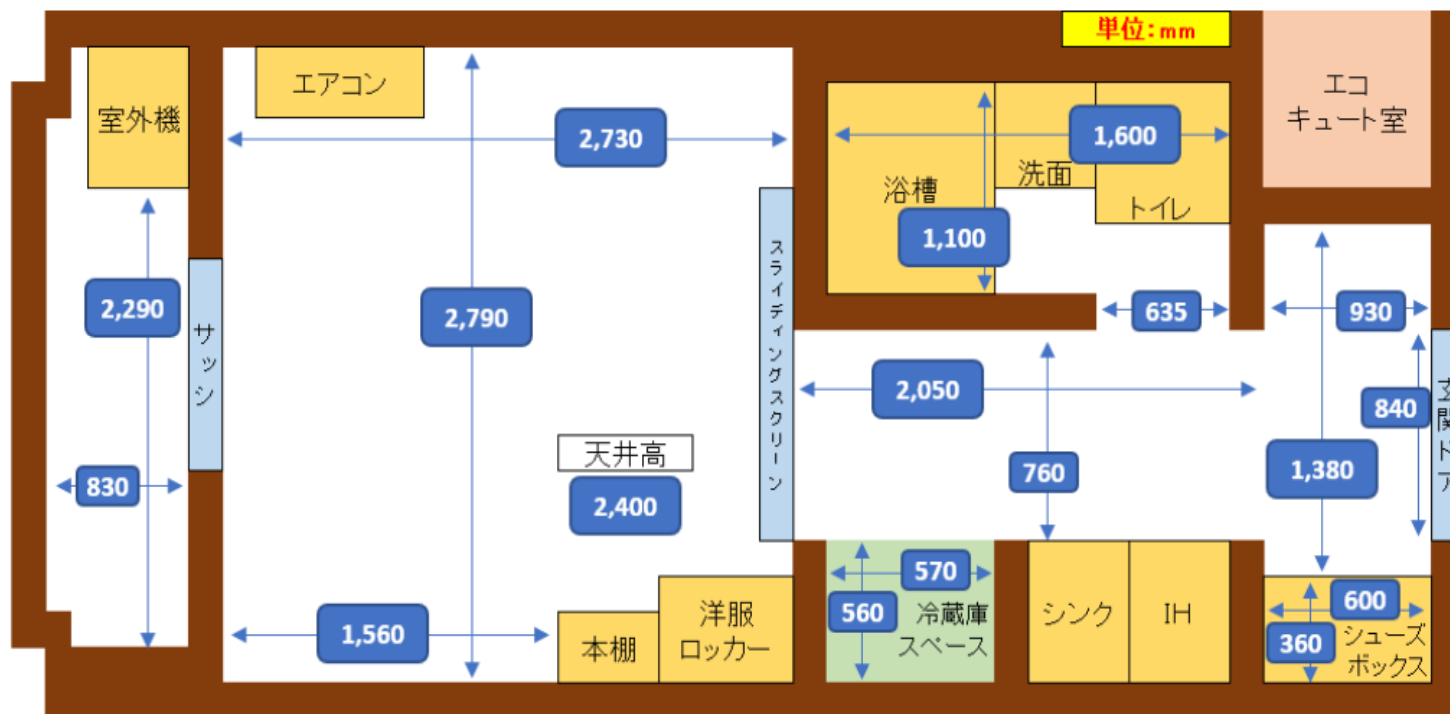 単位:mm
エアコン
室外機
エコ
キュート室
2,730
1,600
洗面
浴槽
トイレ
1,100
2,290
2,790
635
930
サッシ
スライディングスクリーン
2,050
840
玄関ドア
天井高
830
2,400
760
1,380
570
560
冷蔵庫
スペース
シンク
IH
600
360
シューズ
ボックス
1,560
本棚
洋服
ロッカー